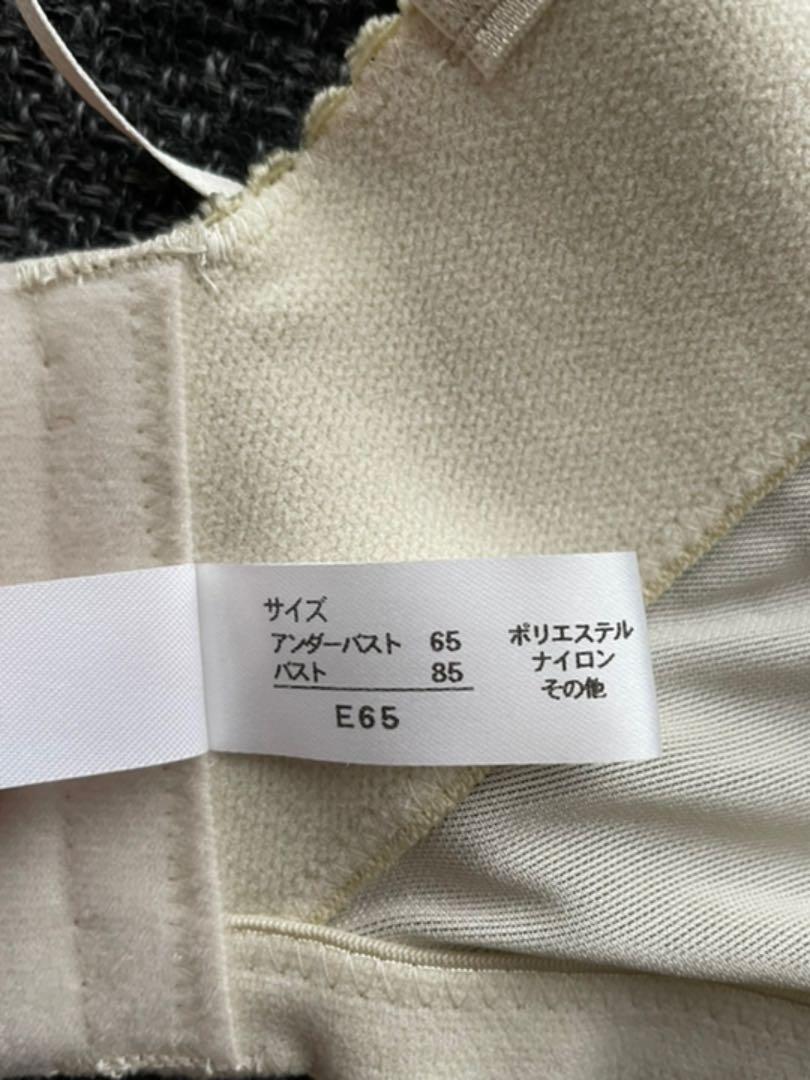 サイズ
アンダーバスト 65
バスト 85
E65
ポリエステル
ナイロン
その他